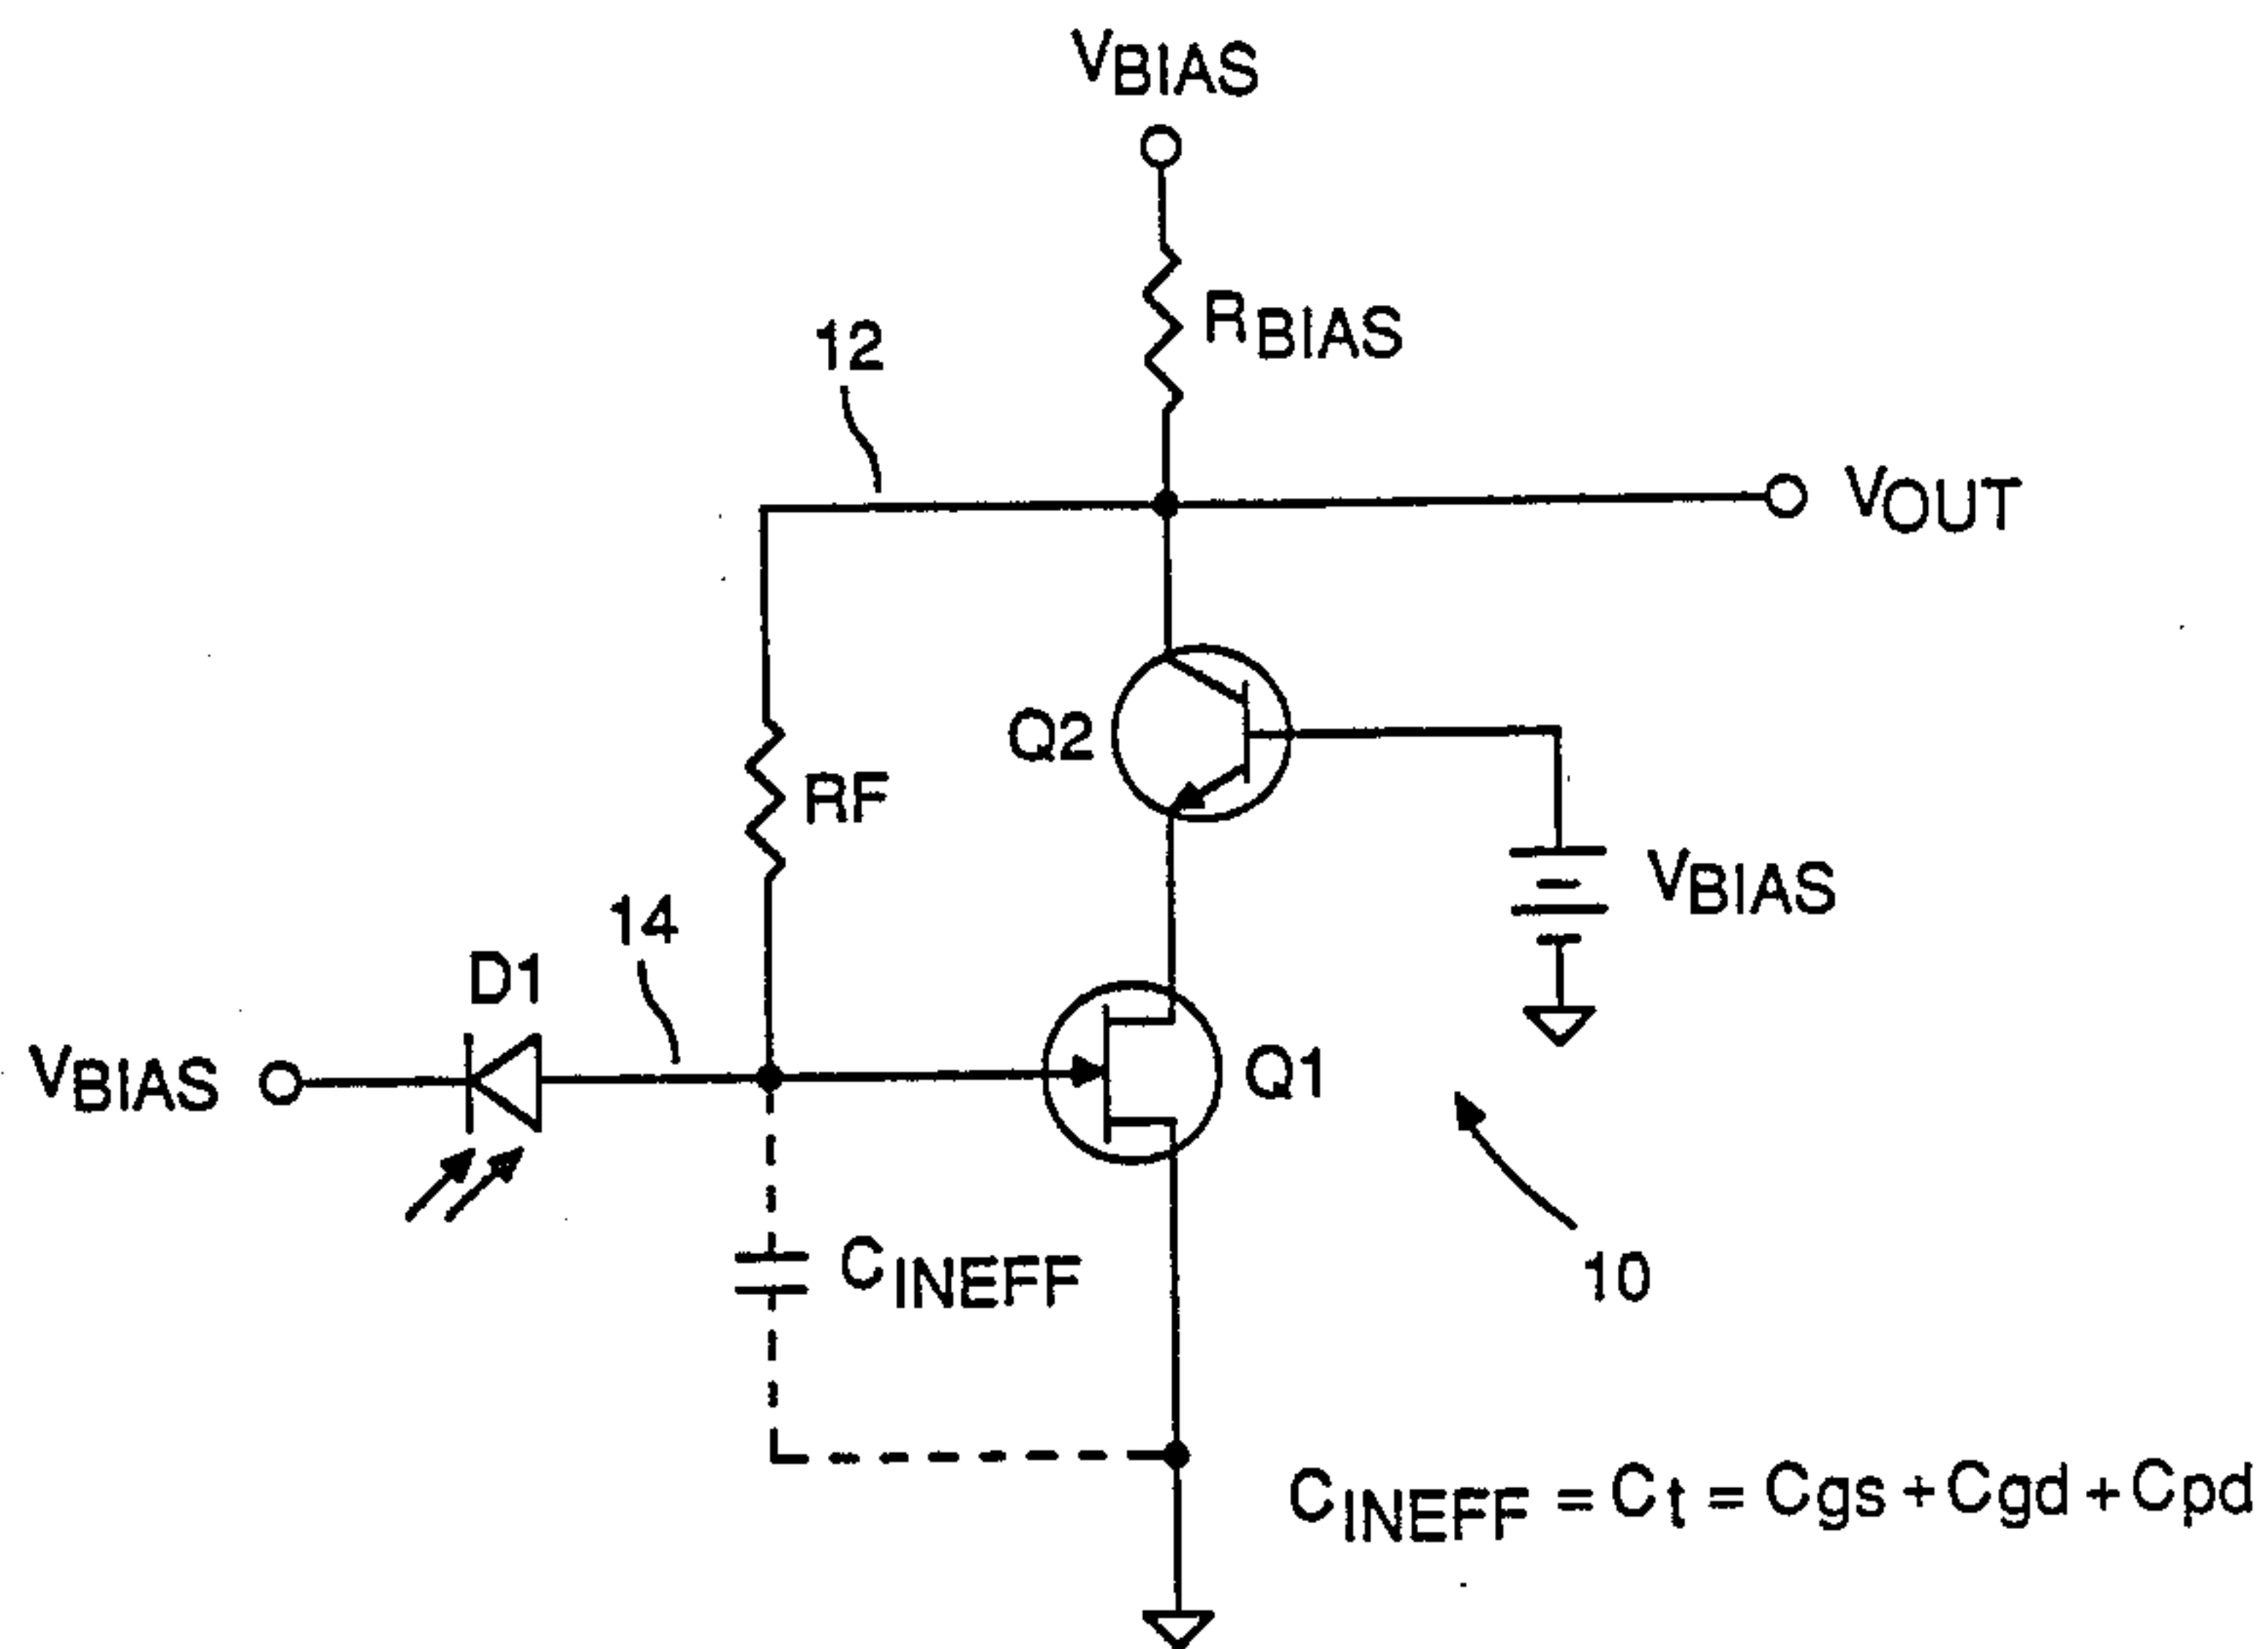 VBIAS
RBIAS
12
VOUT
Q2
RF
VBIAS
14
D1
VBIAS
Q1
CINEFF
10
CINEFF = Ct = Cgs + Cgd + Cpd